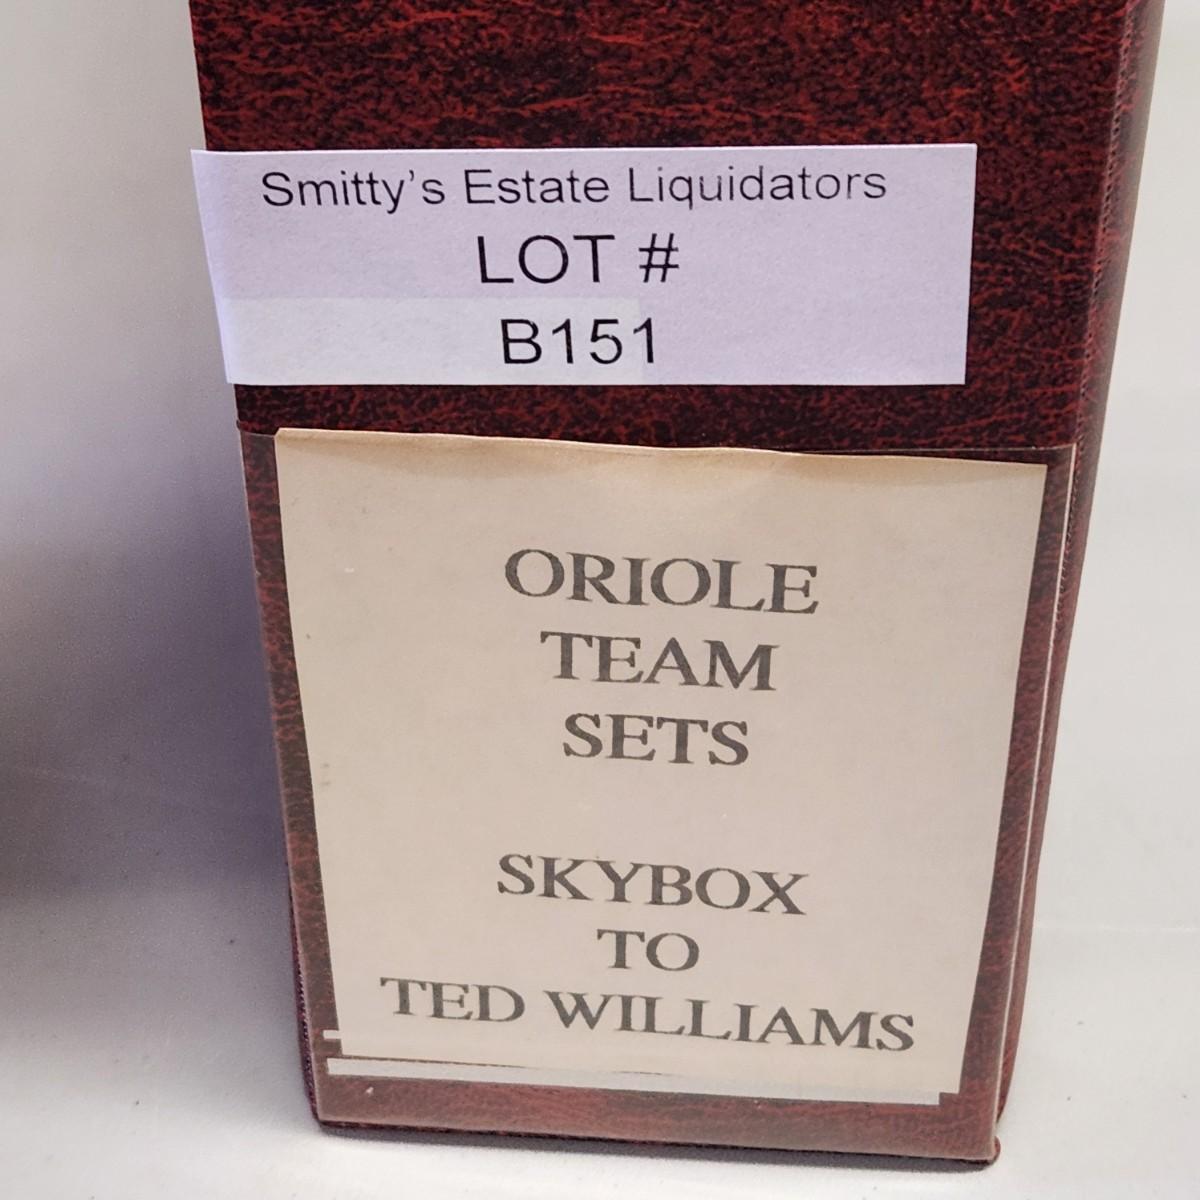 Smitty's Estate Liquidators
LOT #
B151
ORIOLE
TEAM
SETS
SKYBOX
TO
TED WILLIAMS